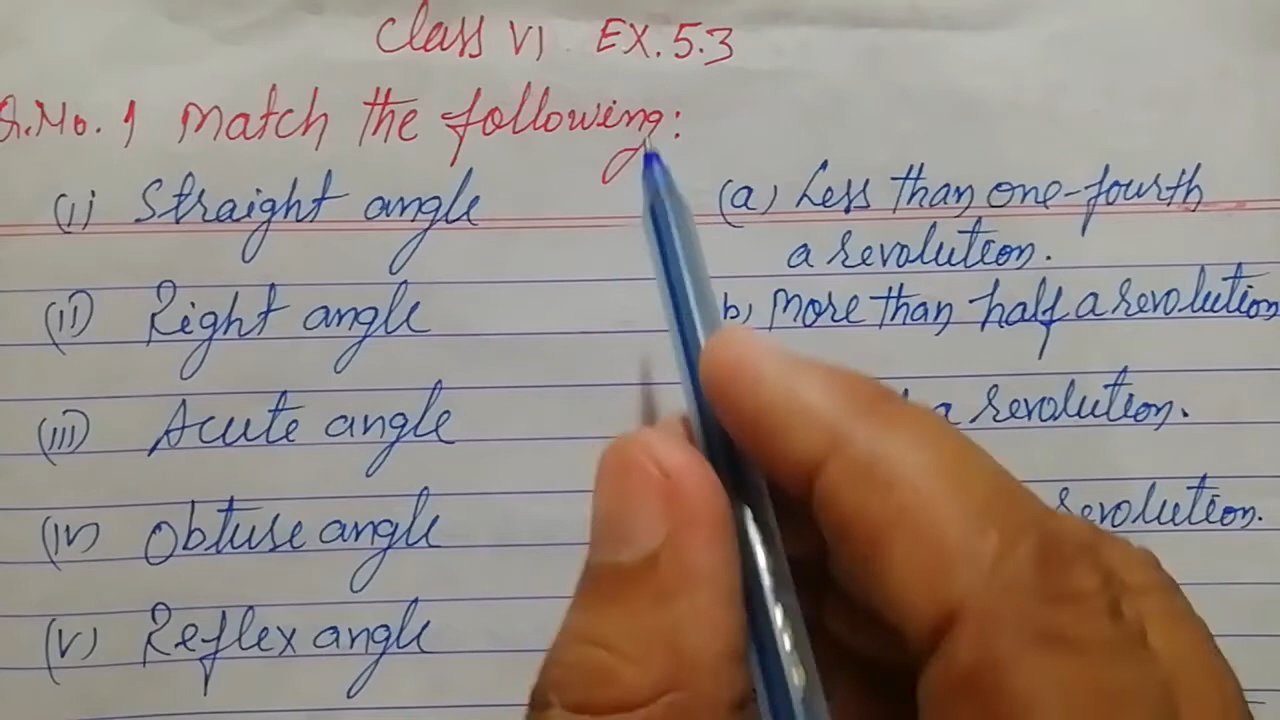 Class VI EX.5.3
Q.No. 1 Match the following:
(i) Straight angle (a) Less than one-fourth
a revolution.
(ii) Right angle b) More than half a revolution
(iii) Acute angle a revolution.
(iv) Obtuse angle revolution.
(v) Reflex angle